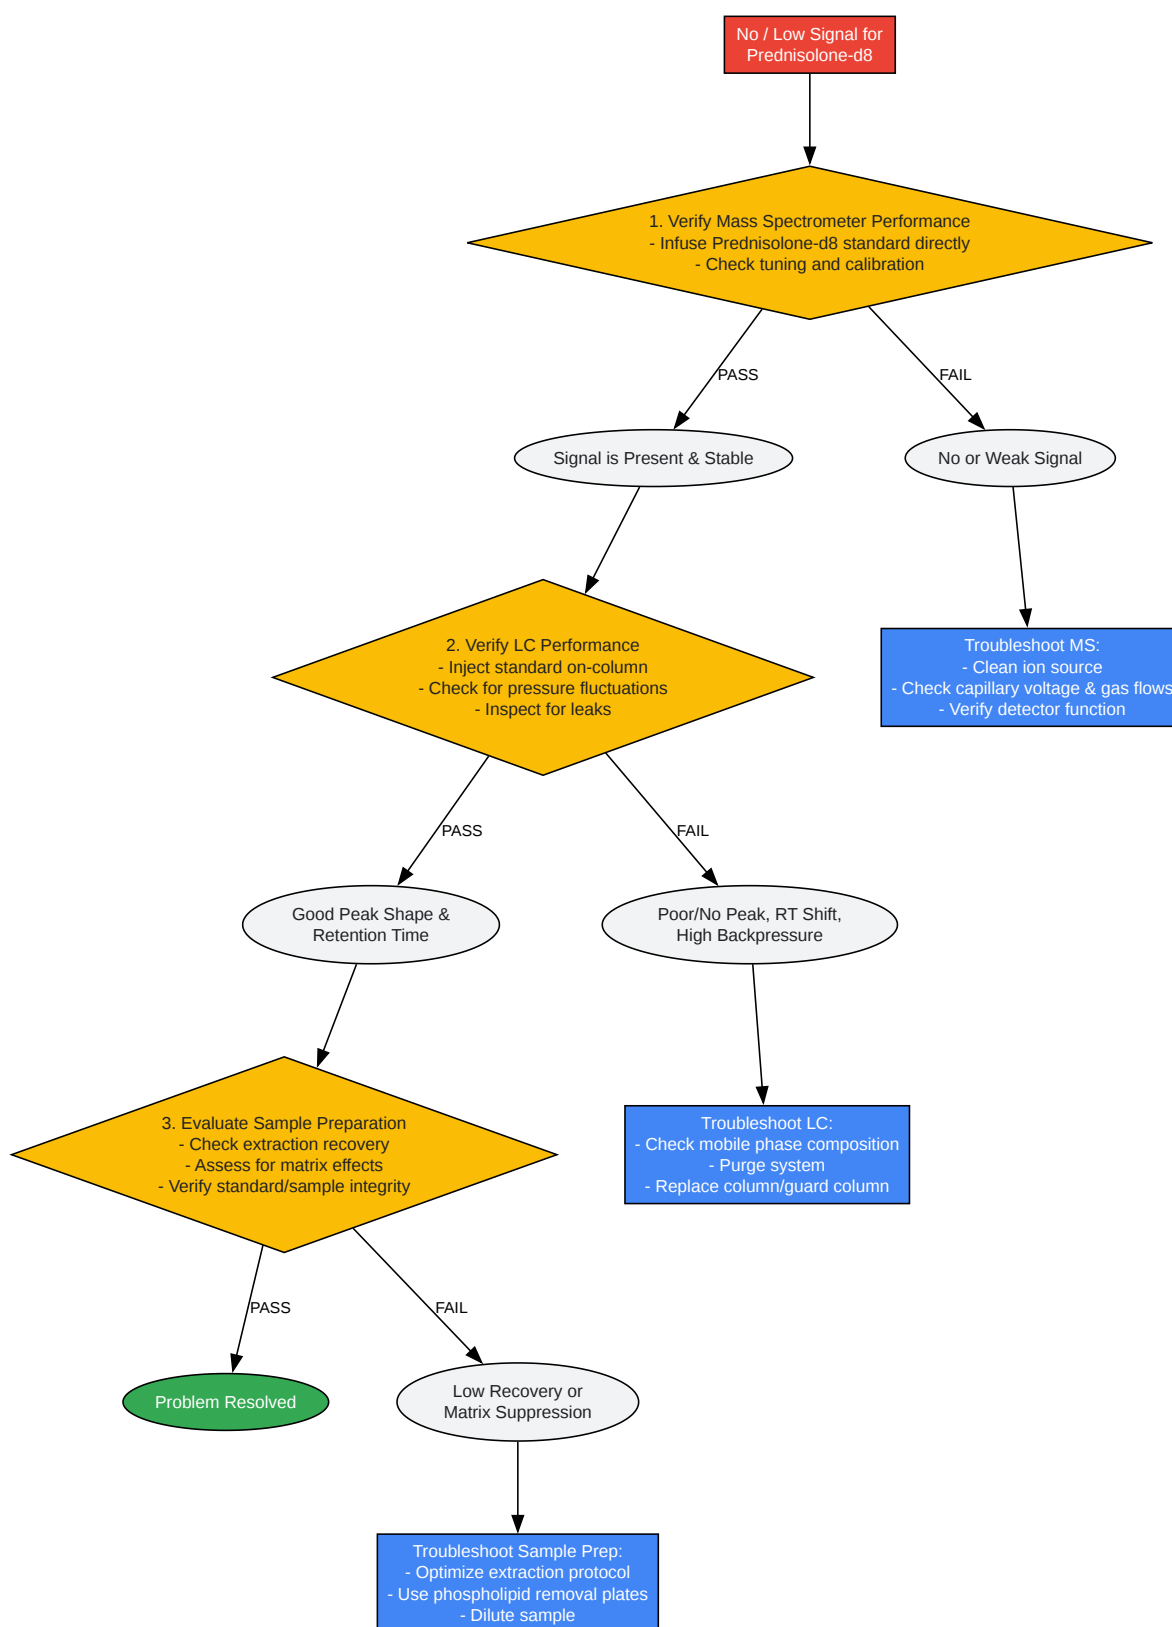 No / Low Signal for
Prednisolone-d8
1. Verify Mass Spectrometer Performance
- Infuse Prednisolone-d8 standard directly
- Check tuning and calibration
PASS
FAIL
Signal is Present & Stable
No or Weak Signal
2. Verify LC Performance
- Inject standard on-column
- Check for pressure fluctuations
- Inspect for leaks
Troubleshoot MS:
- Clean ion source
- Check capillary voltage & gas flows
- Verify detector function
PASS
FAIL
Good Peak Shape &
Retention Time
Poor/No Peak, RT Shift,
High Backpressure
3. Evaluate Sample Preparation
- Check extraction recovery
- Assess for matrix effects
- Verify standard/sample integrity
Troubleshoot LC:
- Check mobile phase composition
- Purge system
- Replace column/guard column
PASS
FAIL
Problem Resolved
Low Recovery or
Matrix Suppression
Troubleshoot Sample Prep:
- Optimize extraction protocol
- Use phospholipid removal plates
- Dilute sample